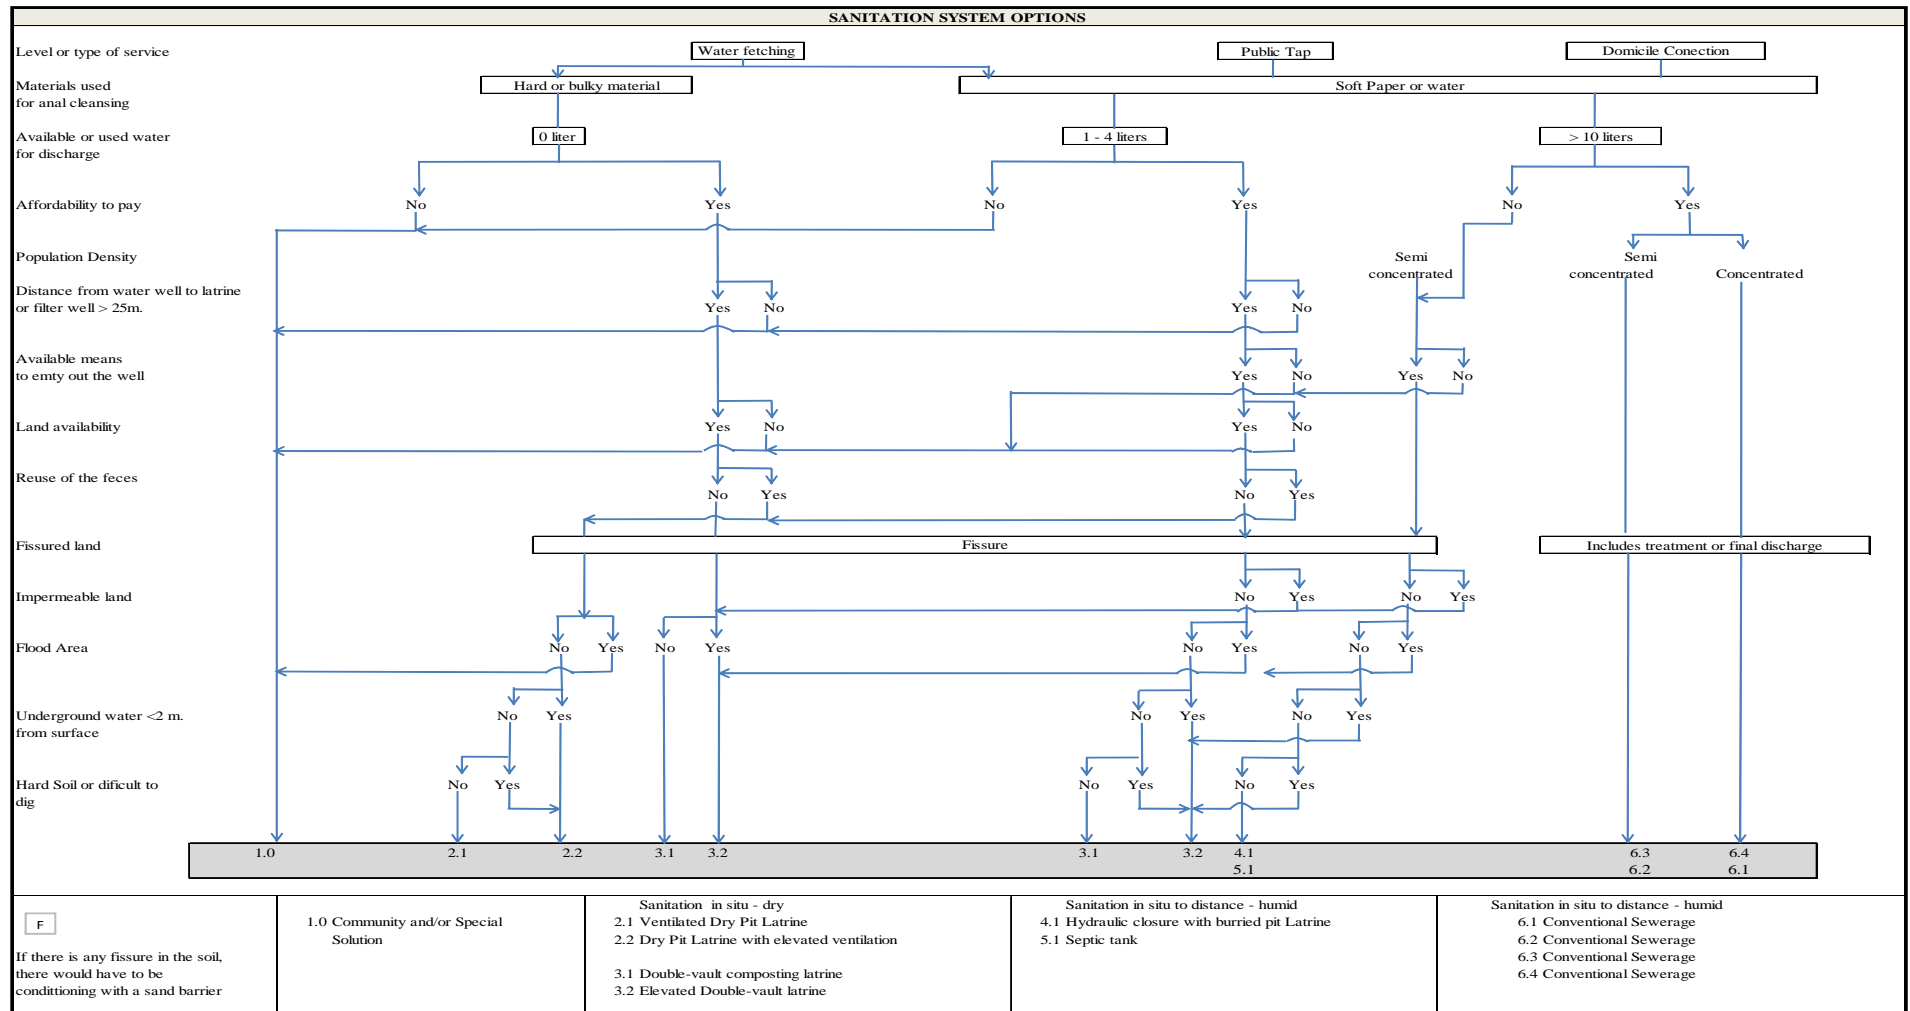 SANITATION SYSTEM OPTIONS
Level or type of service
Water fetching
Public Tap
Domicile Conection
Materials used
for anal cleansing
Hard or bulky material
Soft Paper or water
Available or used water
for discharge
0 liter
1 - 4 liters
> 10 liters
Affordability to pay
No
Yes
No
Yes
No
Yes
Population Density
Semi
concentrated
Semi
concentrated
Concentrated
Distance from water well to latrine
or filter well > 25m.
Yes
No
Yes
No
Available means
to emty out the well
Yes
No
Yes
No
Land availability
Yes
No
Yes
No
Reuse of the feces
No
Yes
No
Yes
Fissured land
Fissure
Includes treatment or final discharge
Impermeable land
No
Yes
No
Yes
Flood Area
No
Yes
No
Yes
No
Yes
No
Yes
Underground water <2 m.
from surface
No
Yes
No
Yes
No
Yes
Hard Soil or dificult to
dig
No
Yes
No
Yes
No
Yes
1.0
2.1
2.2
3.1
3.2
3.1
3.2
4.1
6.3
6.4
5.1
6.2
6.1
F
If there is any fissure in the soil,
there would have to be
condittioning with a sand barrier
1.0 Community and/or Special
Solution
Sanitation in situ - dry
2.1 Ventilated Dry Pit Latrine
2.2 Dry Pit Latrine with elevated ventilation
3.1 Double-vault composting latrine
3.2 Elevated Double-vault latrine
Sanitation in situ to distance - humid
4.1 Hydraulic closure with burried pit Latrine
5.1 Septic tank
Sanitation in situ to distance - humid
6.1 Conventional Sewerage
6.2 Conventional Sewerage
6.3 Conventional Sewerage
6.4 Conventional Sewerage